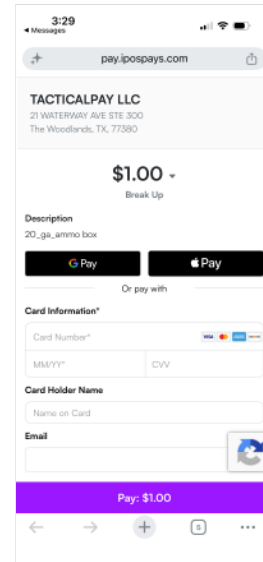 3:29
◀ Messages
pay.ipospays.com
TACTICALPAY LLC
21 WATERWAY AVE STE 300
The Woodlands, TX, 77380
$1.00
Break Up
Description
20_ga_ammo box
G Pay
Pay
Or pay with
Card Information*
Card Number*
VISA
MM/YY*
CVV
Card Holder Name
Name on Card
Email
Pay: $1.00
5